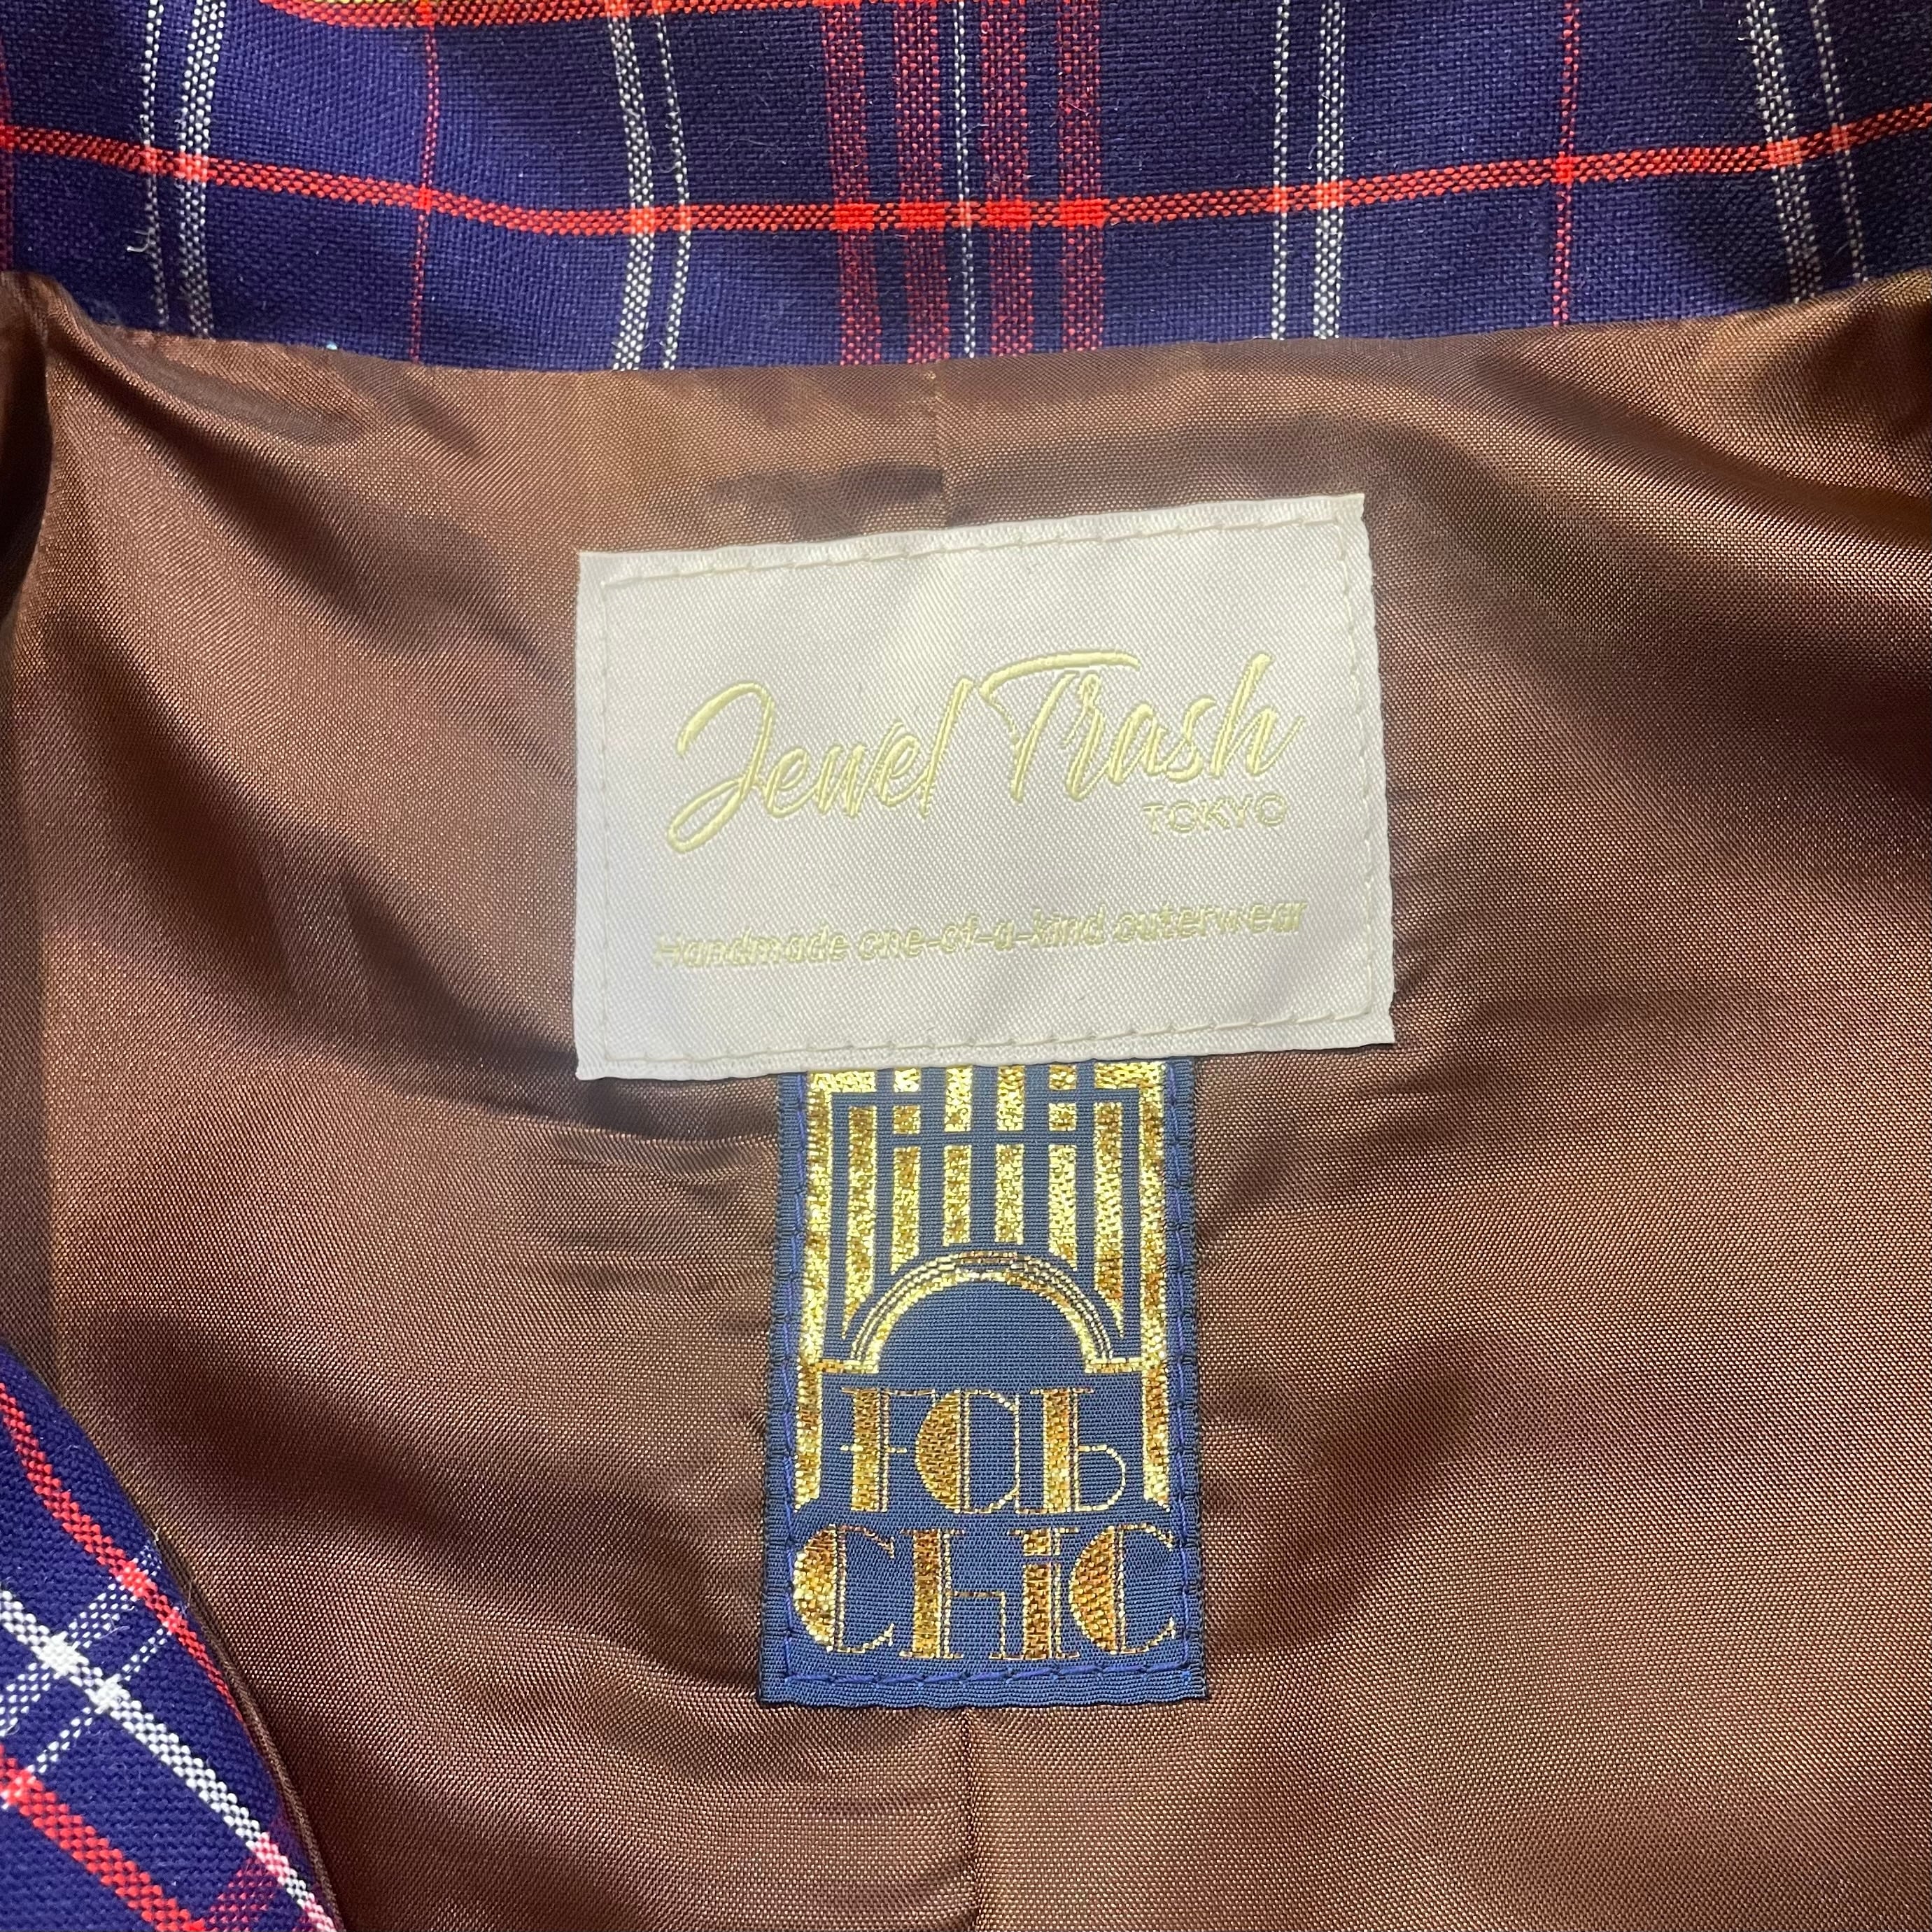 Jewel Trash
TOKYO
Handmade one-of-a-kind outerwear
Fab
CHiC